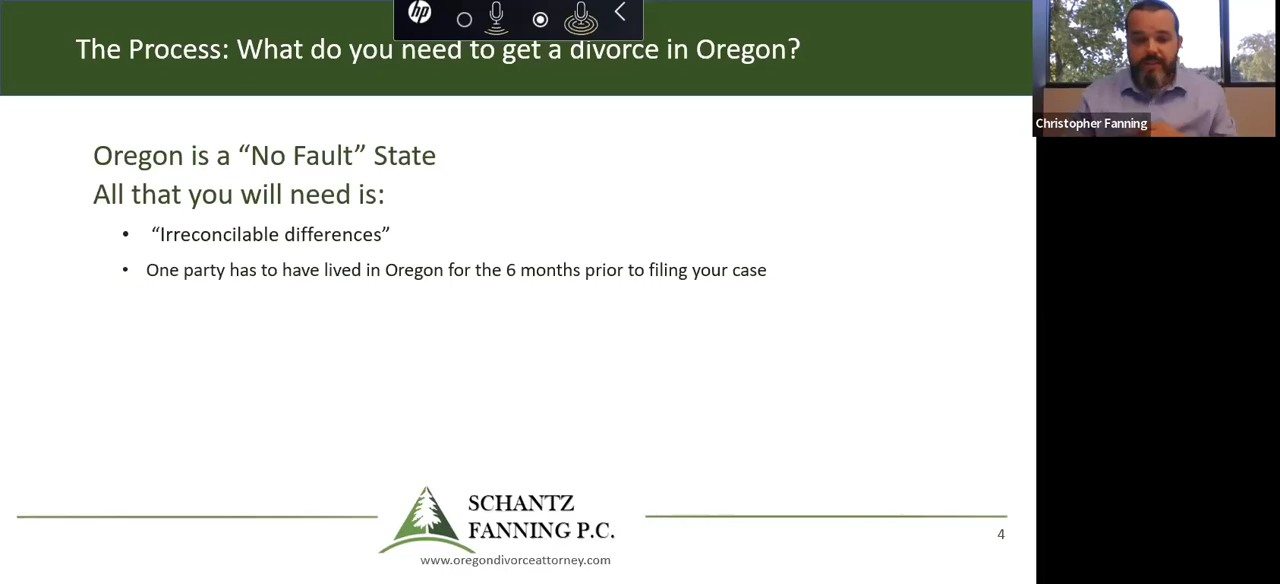 hp
The Process: What do you need to get a divorce in Oregon?
Christopher Fanning
Oregon is a “No Fault” State
All that you will need is:
• “Irreconcilable differences”
• One party has to have lived in Oregon for the 6 months prior to filing your case
SCHANTZ
FANNING P.C.
www.oregondivorceattorney.com
4